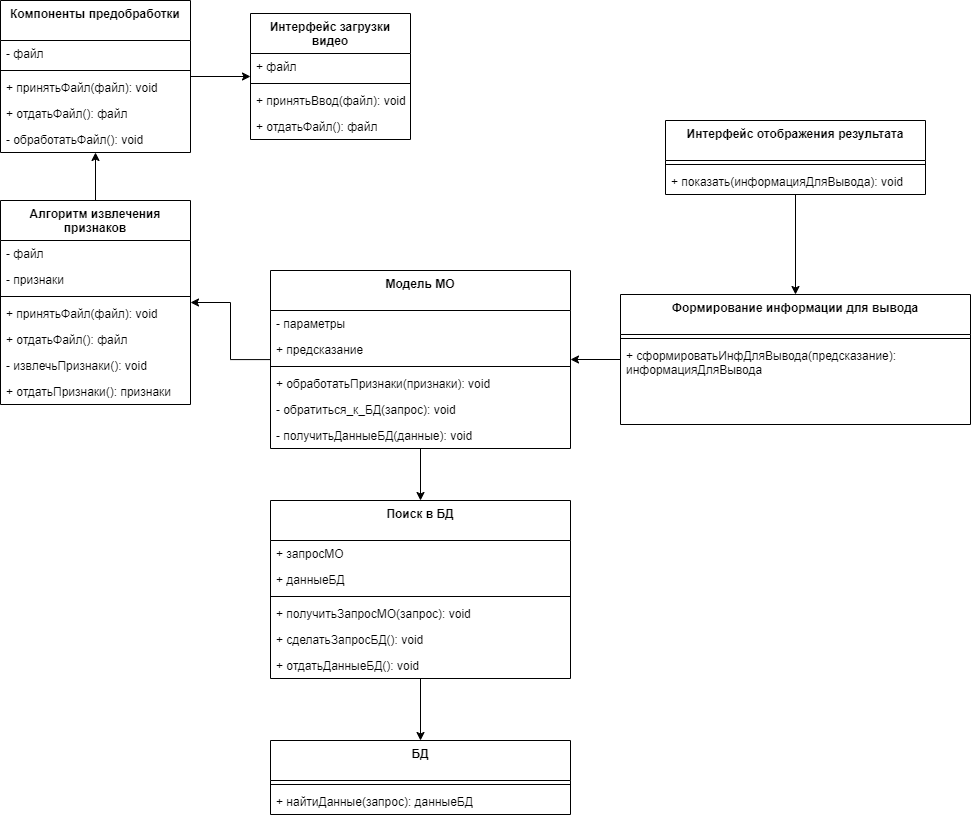 Компоненты предобработки
- файл
+ принятьФайл(файл): void
+ отдатьФайл(): файл
- обработатьФайл(): void
Интерфейс загрузки
видео
+ файл
+ принятьВвод(файл): void
+ отдатьФайл(): файл
Интерфейс отображения результата
+ показать(информацияДляВывода): void
Алгоритм извлечения
признаков
- файл
- признаки
+ принятьФайл(файл): void
+ отдатьФайл(): файл
- извлечьПризнаки(): void
+ отдатьПризнаки(): признаки
Модель МО
- параметры
+ предсказание
+ обработатьПризнаки(признаки): void
- обратиться_к_БД(запрос): void
- получитьДанныеБД(данные): void
Формирование информации для вывода
+ сформироватьИнфДляВывода(предсказание):
информацияДляВывода
Поиск в БД
+ запросМО
+ данныеБД
+ получитьЗапросМО(запрос): void
+ сделатьЗапросБД(): void
+ отдатьДанныеБД(): void
БД
+ найтиДанные(запрос): данныеБД